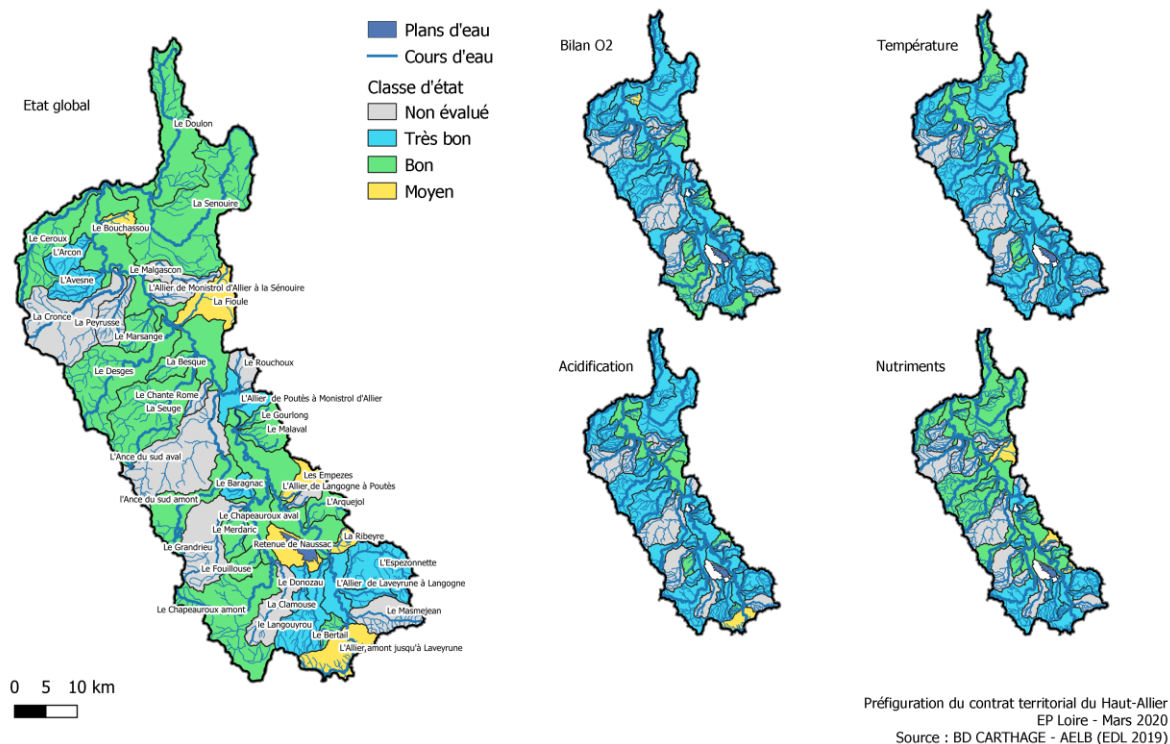 Plans d'eau
Cours d'eau
Classe d'état
Non évalué
Très bon
Bon
Moyen
Etat global
Le Doulon
La Senouire
Le Bouchassou
Le Ceroux
L'Arcon
L'Avesne
Le Malgascon
L'Allier de Monistrol d'Allier à la Sénouire
La Fioule
La Cronce
La Peyrusse
Le Marsange
Le Desges
La Besque
Le Rouchoux
Le Chante Rome
La Seuge
L'Allier de Poutès à Monistrol d'Allier
Le Gourlong
Le Malaval
L'Ance du sud aval
Les Empezes
Le Baragnac
L'Allier de Langogne à Poutès
l'Ance du sud amont
L'Arquejol
Le Chapeauroux aval
Le Merdaric
La Ribeyre
Retenue de Naussac
Le Grandrieu
Le Fouillouse
L'Espezonnette
Le Donozau
L'Allier de Laveyrune à Langogne
Le Chapeauroux amont
La Clamouse
Le Masmejean
le Langouyrou
Le Bertail
L'Allier amont jusqu'à Laveyrune
0 5 10 km
Bilan O2
Température
Acidification
Nutriments
Préfiguration du contrat territorial du Haut-Allier
EP Loire - Mars 2020
Source : BD CARTHAGE - AELB (EDL 2019)